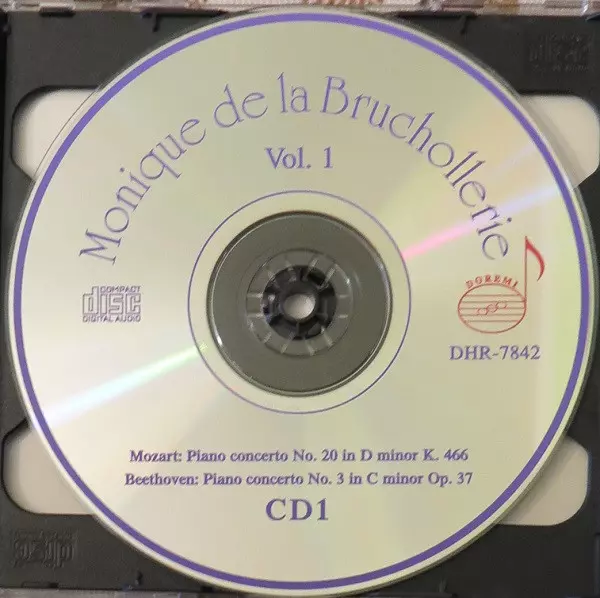 Monique de la Bruchollerie
Vol. 1
COMPACT
disc
DIGITAL AUDIO
DOREMI
DHR-7842
Mozart: Piano concerto No. 20 in D minor K. 466
Beethoven: Piano concerto No. 3 in C minor Op. 37
CD1